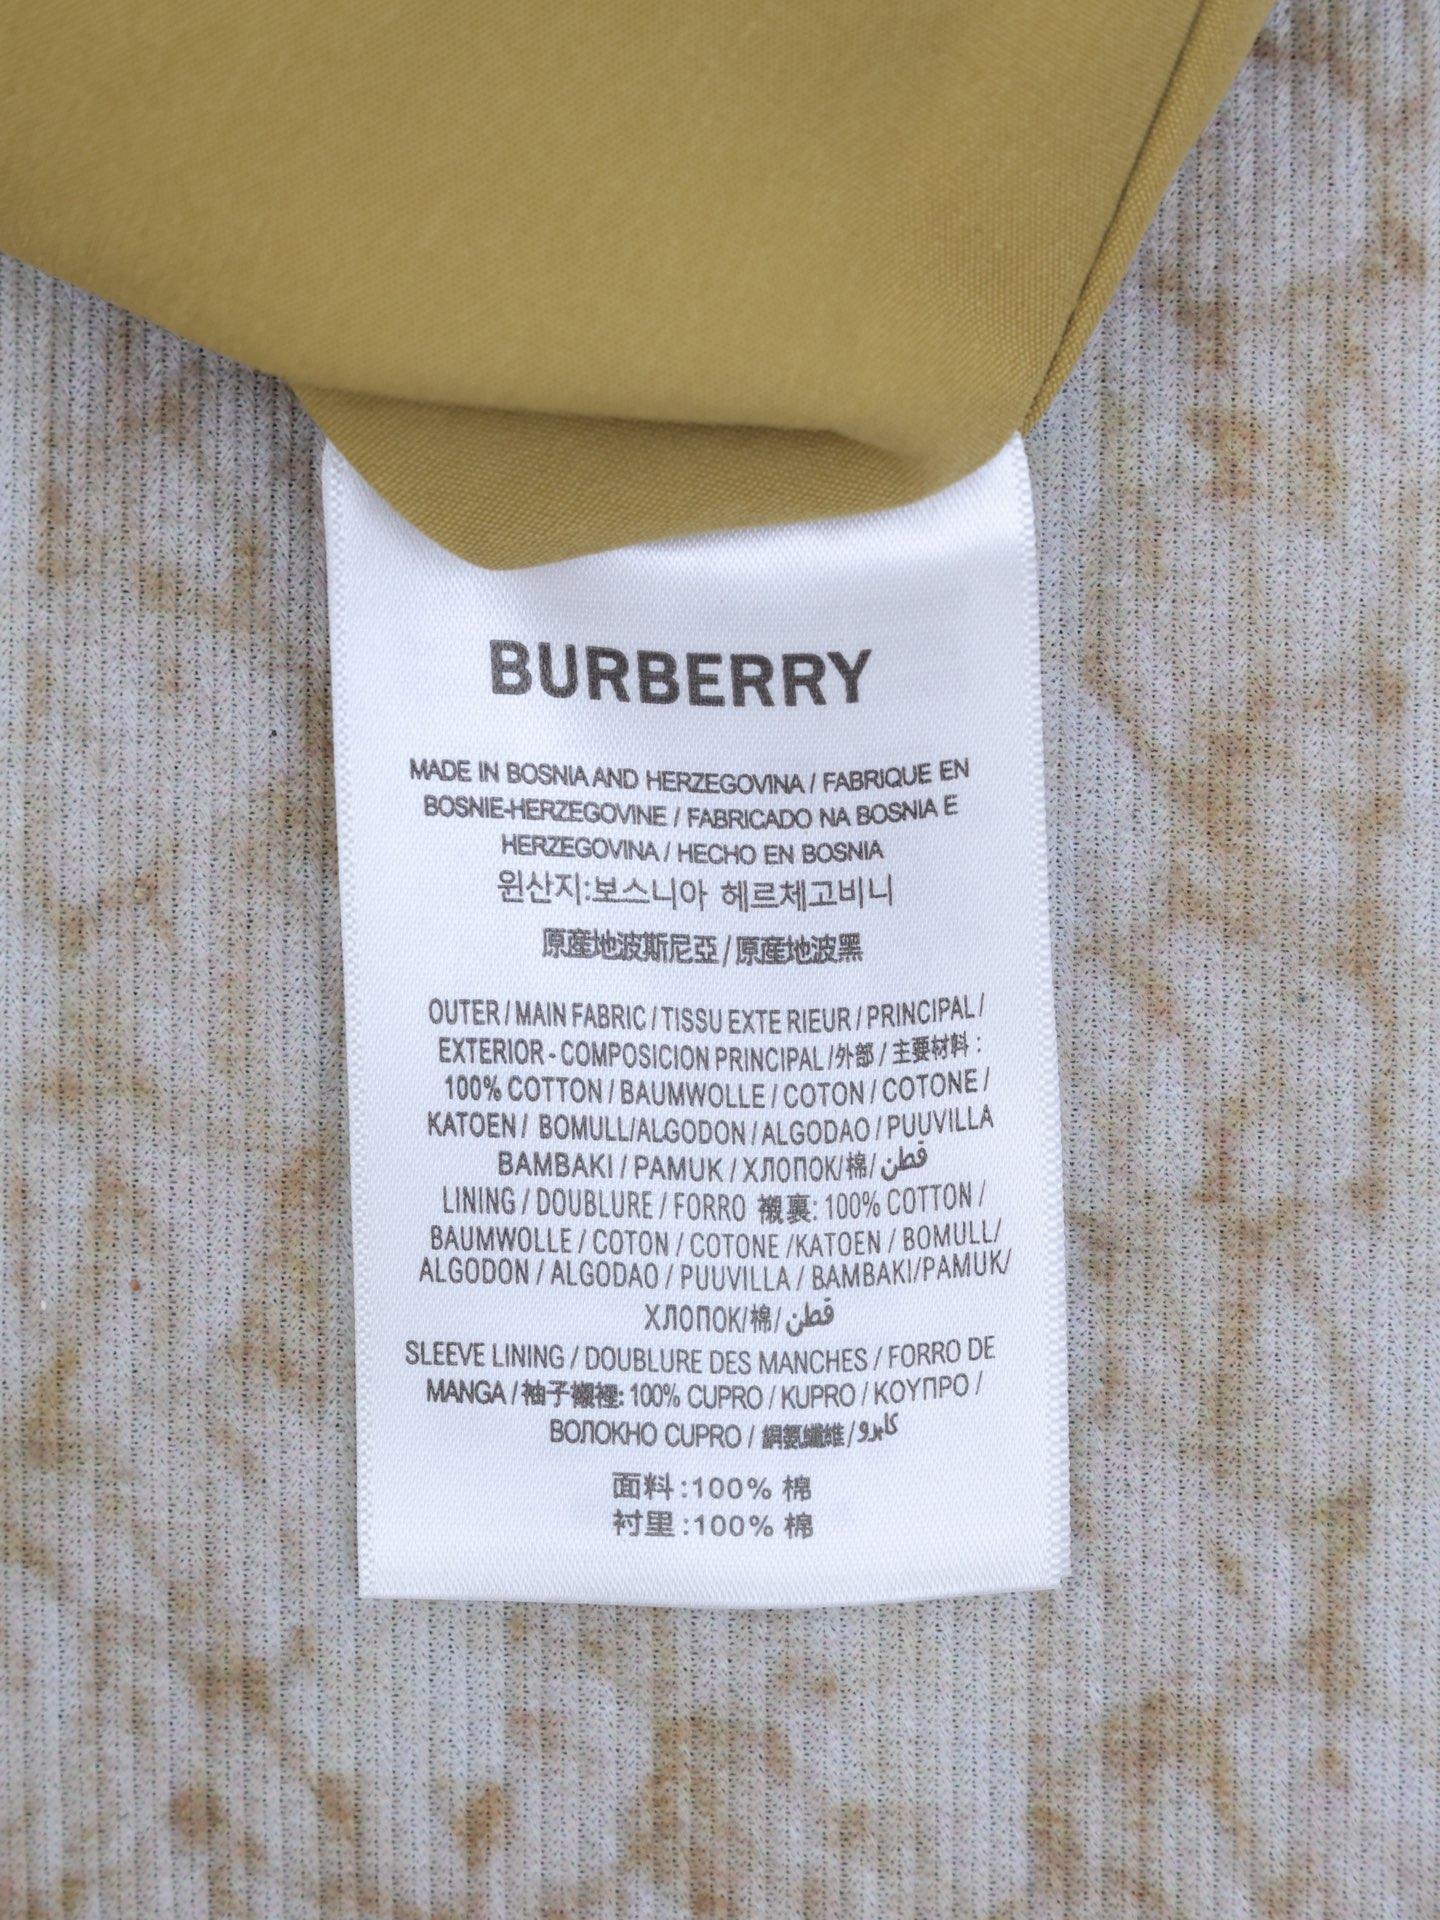 BURBERRY
MADE IN BOSNIA AND HERZEGOVINA / FABRIQUE EN
BOSNIE-HERZEGOVINE / FABRICADO NA BOSNIA E
HERZEGOVINA / HECHO EN BOSNIA
원산지:보스니아 헤르체고비니
原產地波斯尼亞 / 原產地波黑
OUTER / MAIN FABRIC / TISSU EXTE RIEUR / PRINCIPAL /
EXTERIOR - COMPOSICION PRINCIPAL /外部 / 主要材料 :
100% COTTON / BAUMWOLLE / COTON / COTONE /
KATOEN / BOMULL/ALGODON / ALGODAO / PUUVILLA
BAMBAKI / PAMUK / ХЛОПОК/棉/ قطن
LINING / DOUBLURE / FORRO 襯裏: 100% COTTON /
BAUMWOLLE / COTON / COTONE /KATOEN / BOMULL/
ALGODON / ALGODAO / PUUVILLA / BAMBAKI/PAMUK/
ХЛОПОК/棉/ قطن
SLEEVE LINING / DOUBLURE DES MANCHES / FORRO DE
MANGA / 袖子襯裡: 100% CUPRO / KUPRO / ΚΟΥΠΡΟ /
ВОЛОКНО CUPRO / 銅氨纖維/كابرو
面料 :100% 棉
衬里 :100% 棉